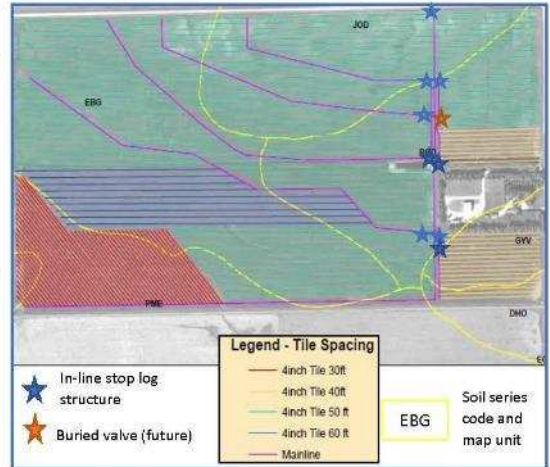 JOD
EBG
GYV
PME
DHO
Legend - Tile Spacing
4inch Tile 30ft
4inch Tile 40ft
4inch Tile 50 ft
4inch Tile 60 ft
Mainline
In-line stop log
structure
Buried valve (future)
EBG
Soil series
code and
map unit